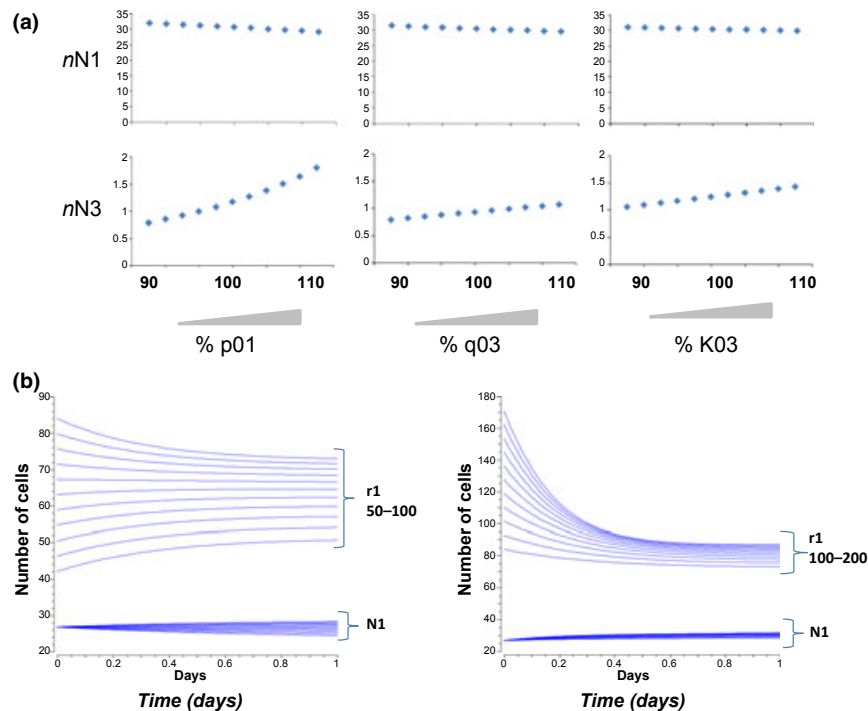 (a)
nN1
35
30
25
20
15
10
5
0
35
30
25
20
15
10
5
0
35
30
25
20
15
10
5
0
nN3
2
1.5
1
0.5
0
2
1.5
1
0.5
0
2
1.5
1
0.5
0
90 100 110
90 100 110
90 100 110
% p01
% q03
% K03
(b)
Number of cells
90
80
70
60
50
40
30
20
0 0.2 0.4 0.6 0.8 1
Days
Time (days)
r1
50–100
N1
Number of cells
180
160
140
120
100
80
60
40
20
0 0.2 0.4 0.6 0.8 1
Days
Time (days)
r1
100–200
N1